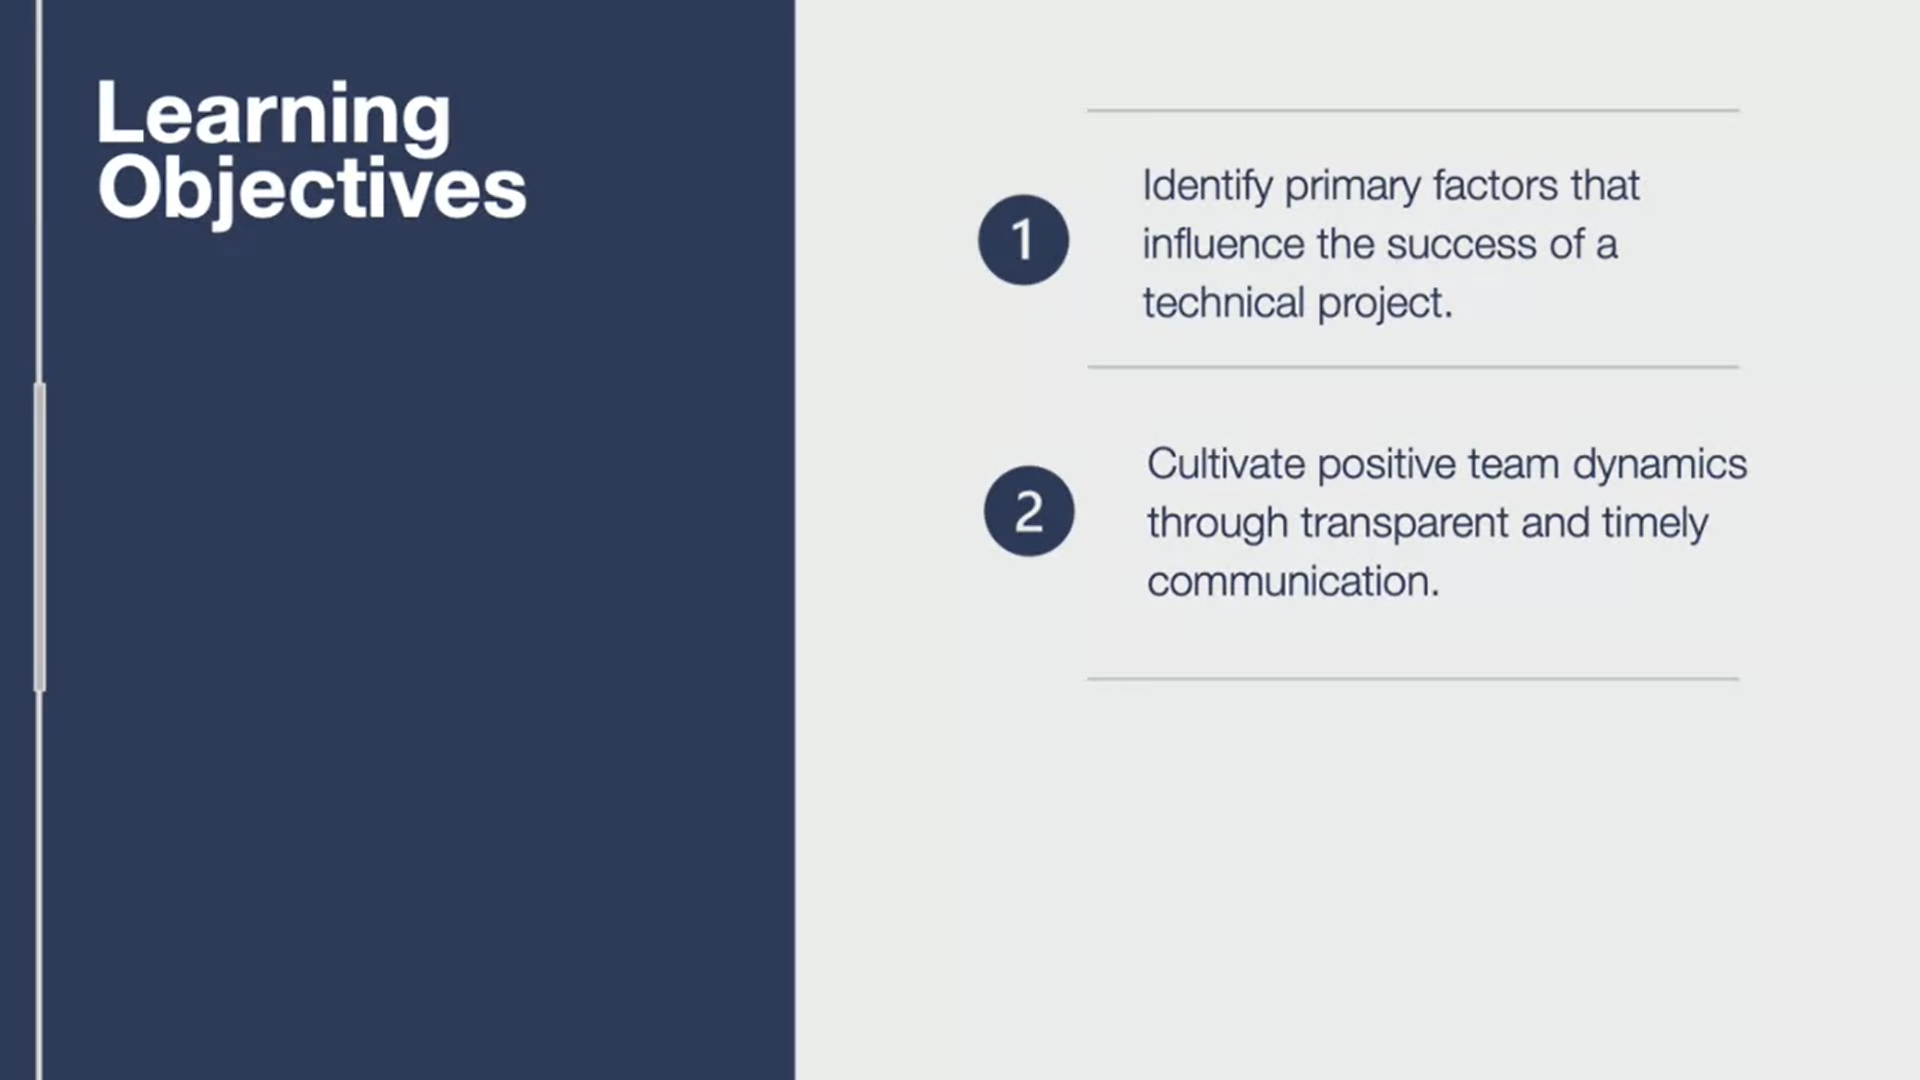 Learning
Objectives
1
Identify primary factors that
influence the success of a
technical project.
2
Cultivate positive team dynamics
through transparent and timely
communication.